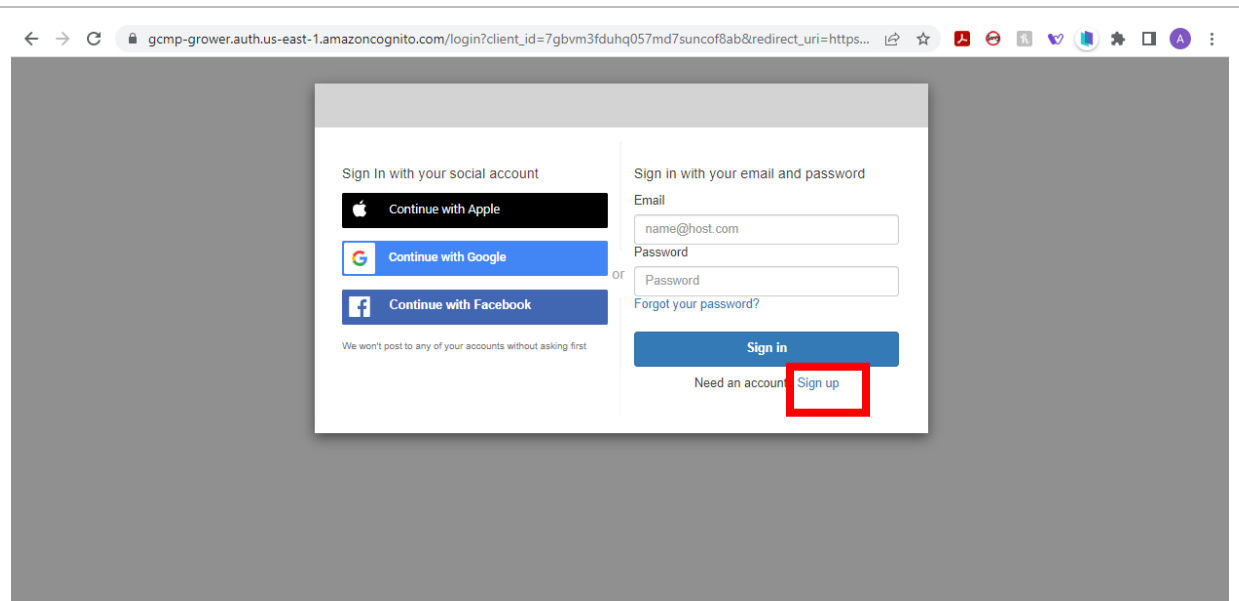 gcmp-grower.auth.us-east-1.amazoncognito.com/login?client_id=7gbvm3fduhq057md7suncof8ab&redirect_uri=https...
A
Sign In with your social account
Continue with Apple
G
Continue with Google
f
Continue with Facebook
We won't post to any of your accounts without asking first
or
Sign in with your email and password
Email
name@host.com
Password
Password
Forgot your password?
Sign in
Need an account Sign up